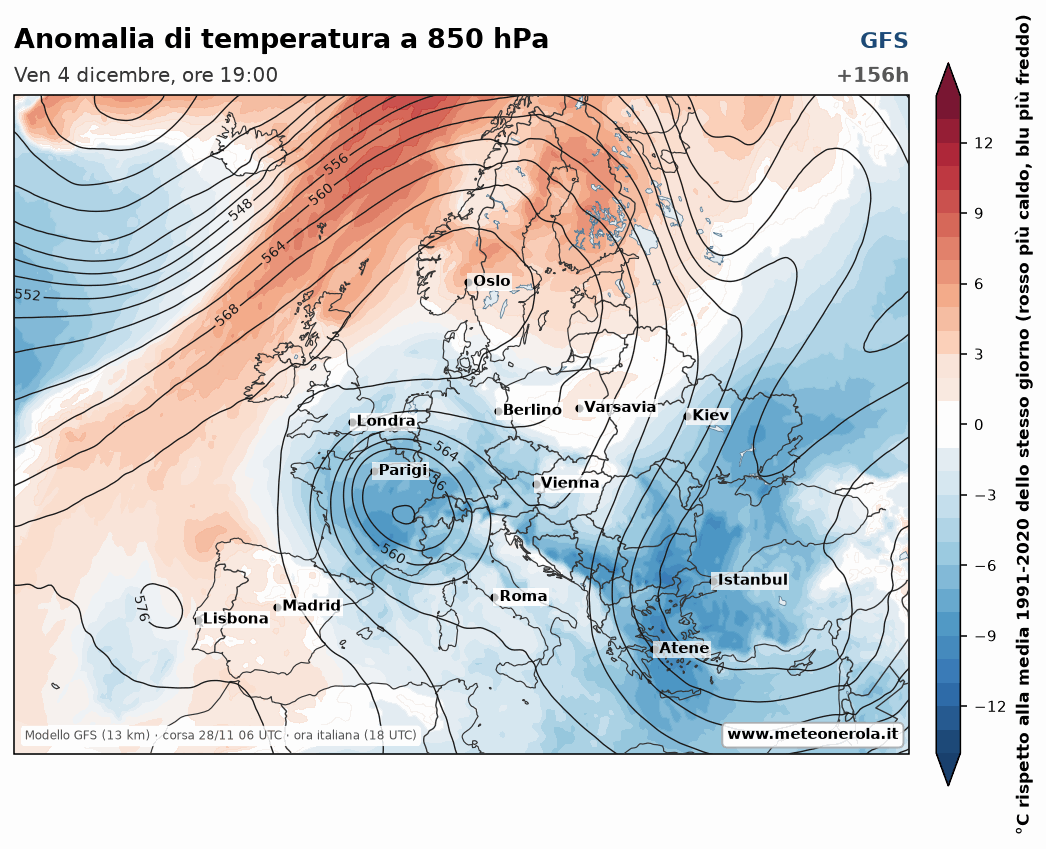 Anomalia di temperatura a 850 hPa
GFS
Ven 4 dicembre, ore 19:00
+156h
556
560
548
564
552
568
Oslo
Londra
Berlino
Varsavia
Kiev
564
Parigi
56
Vienna
560
576
Istanbul
Roma
Madrid
Lisbona
Atene
Modello GFS (13 km) · corsa 28/11 06 UTC · ora italiana (18 UTC)
www.meteonerola.it
12
9
6
3
0
−3
−6
−9
−12
°C rispetto alla media 1991-2020 dello stesso giorno (rosso più caldo, blu più freddo)